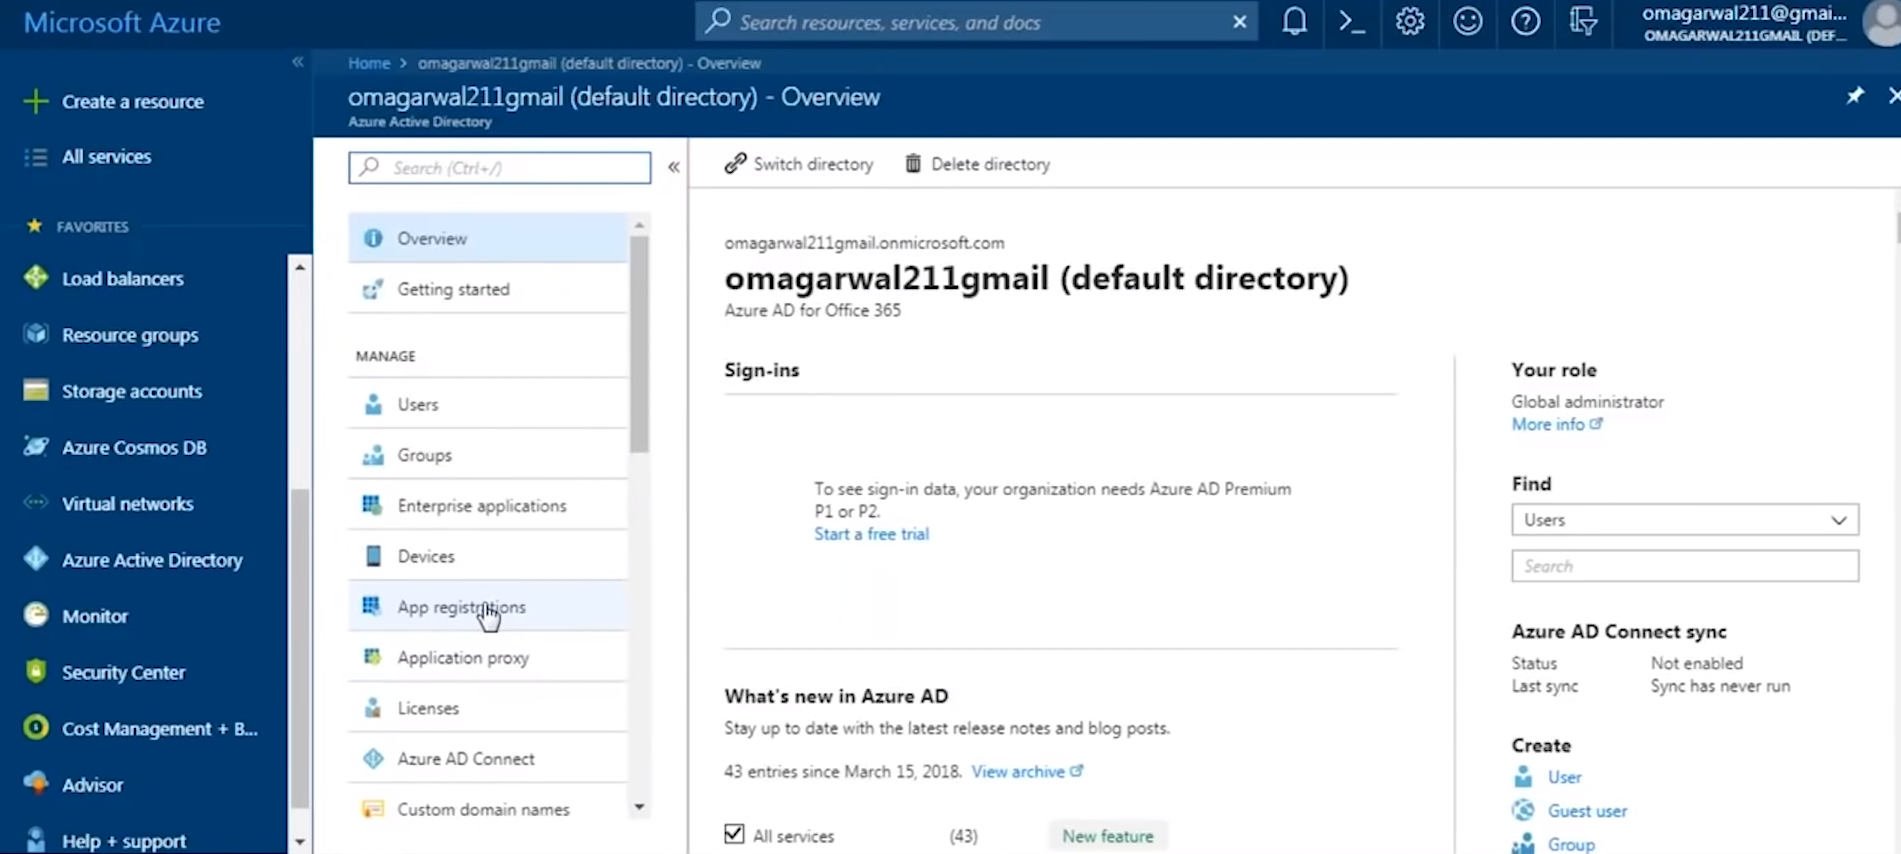 Microsoft Azure
Search resources, services, and docs
omagarwal211@gmai...
OMAGARWAL211GMAIL (DEF...
Home > omagarwal211gmail (default directory) - Overview
omagarwal211gmail (default directory) - Overview
Azure Active Directory
Create a resource
All services
FAVORITES
Load balancers
Resource groups
Storage accounts
Azure Cosmos DB
Virtual networks
Azure Active Directory
Monitor
Security Center
Cost Management + B...
Advisor
Help + support
Search (Ctrl+/)
Overview
Getting started
MANAGE
Users
Groups
Enterprise applications
Devices
App registrations
Application proxy
Licenses
Azure AD Connect
Custom domain names
Switch directory
Delete directory
omagarwal211gmail.onmicrosoft.com
omagarwal211gmail (default directory)
Azure AD for Office 365
Sign-ins
To see sign-in data, your organization needs Azure AD Premium
P1 or P2.
Start a free trial
What's new in Azure AD
Stay up to date with the latest release notes and blog posts.
43 entries since March 15, 2018. View archive
All services (43) New feature
Your role
Global administrator
More info
Find
Users
Search
Azure AD Connect sync
Status Not enabled
Last sync Sync has never run
Create
User
Guest user
Group